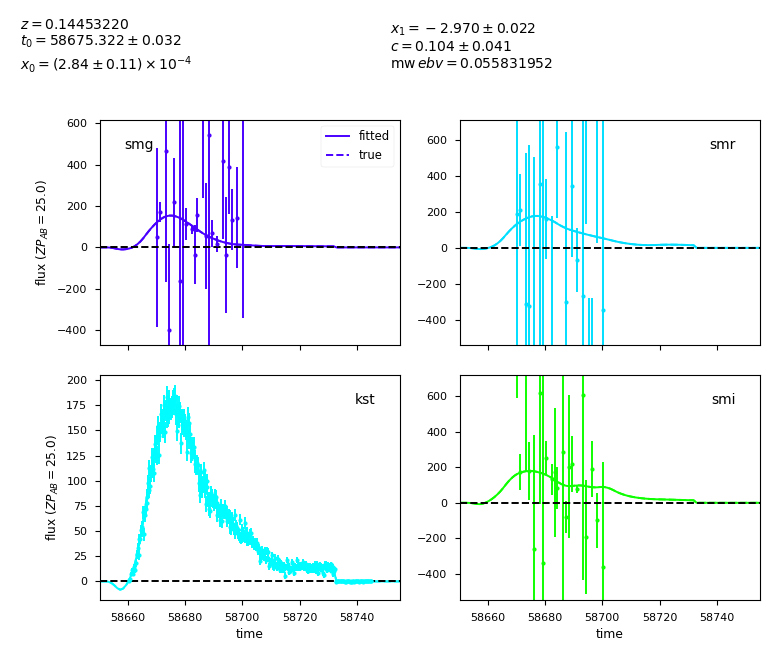 z = 0.14453220
t₀ = 58675.322 ± 0.032
x₀ = (2.84 ± 0.11) × 10⁻⁴
x₁ = −2.970 ± 0.022
c = 0.104 ± 0.041
mw ebv = 0.055831952
smg
fitted
true
600
400
200
0
−200
−400
flux (ZP_AB = 25.0)
smr
600
400
200
0
−200
−400
kst
200
175
150
125
100
75
50
25
0
flux (ZP_AB = 25.0)
58660 58680 58700 58720 58740
time
smi
600
400
200
0
−200
−400
58660 58680 58700 58720 58740
time